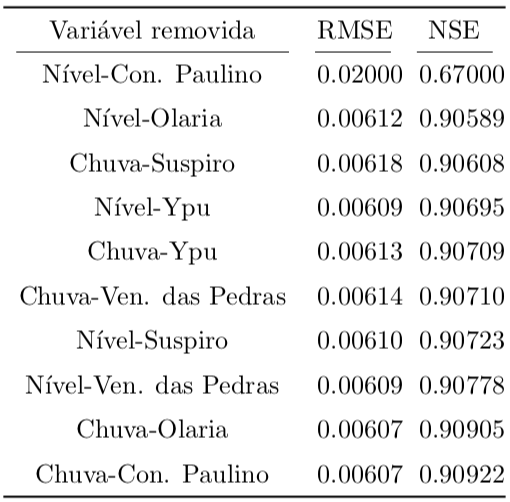 Variável removida RMSE NSE
Nível-Con. Paulino 0.02000 0.67000
Nível-Olaria 0.00612 0.90589
Chuva-Suspiro 0.00618 0.90608
Nível-Ypu 0.00609 0.90695
Chuva-Ypu 0.00613 0.90709
Chuva-Ven. das Pedras 0.00614 0.90710
Nível-Suspiro 0.00610 0.90723
Nível-Ven. das Pedras 0.00609 0.90778
Chuva-Olaria 0.00607 0.90905
Chuva-Con. Paulino 0.00607 0.90922